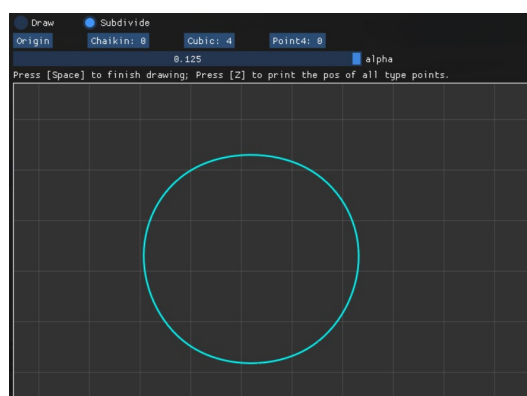 Draw Subdivide
Origin Chaikin: 0 Cubic: 4 Point4: 0
0.125 alpha
Press [Space] to finish drawing; Press [Z] to print the pos of all type points.